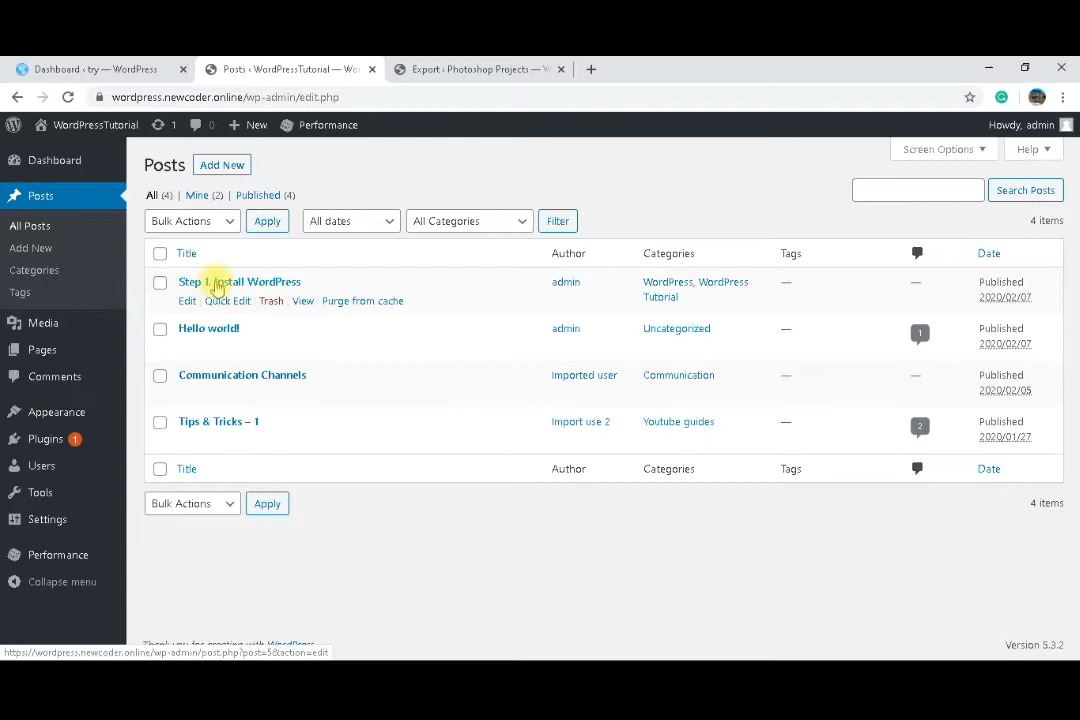 Dashboard ‹ try — WordPress
Posts ‹ WordPressTutorial — Wo
Export ‹ Photoshop Projects —
wordpress.newcoder.online/wp-admin/edit.php
WordPressTutorial 1 0 New Performance Howdy, admin
Dashboard
Posts
All Posts
Add New
Categories
Tags
Media
Pages
Comments
Appearance
Plugins 1
Users
Tools
Settings
Performance
Collapse menu
Screen Options Help
Posts Add New
All (4) | Mine (2) | Published (4)
Search Posts
Bulk Actions Apply All dates All Categories Filter 4 items
Title Author Categories Tags Date
Step 1. Install WordPress admin WordPress, WordPress Tutorial — — Published 2020/02/07
Edit Quick Edit Trash View Purge from cache
Hello world! admin Uncategorized — 1 Published 2020/02/07
Communication Channels Imported user Communication — — Published 2020/02/05
Tips & Tricks – 1 Import use 2 Youtube guides — 2 Published 2020/01/27
Title Author Categories Tags Date
Bulk Actions Apply 4 items
Thank you for creating with WordPress.
Version 5.3.2
https://wordpress.newcoder.online/wp-admin/post.php?post=5&action=edit